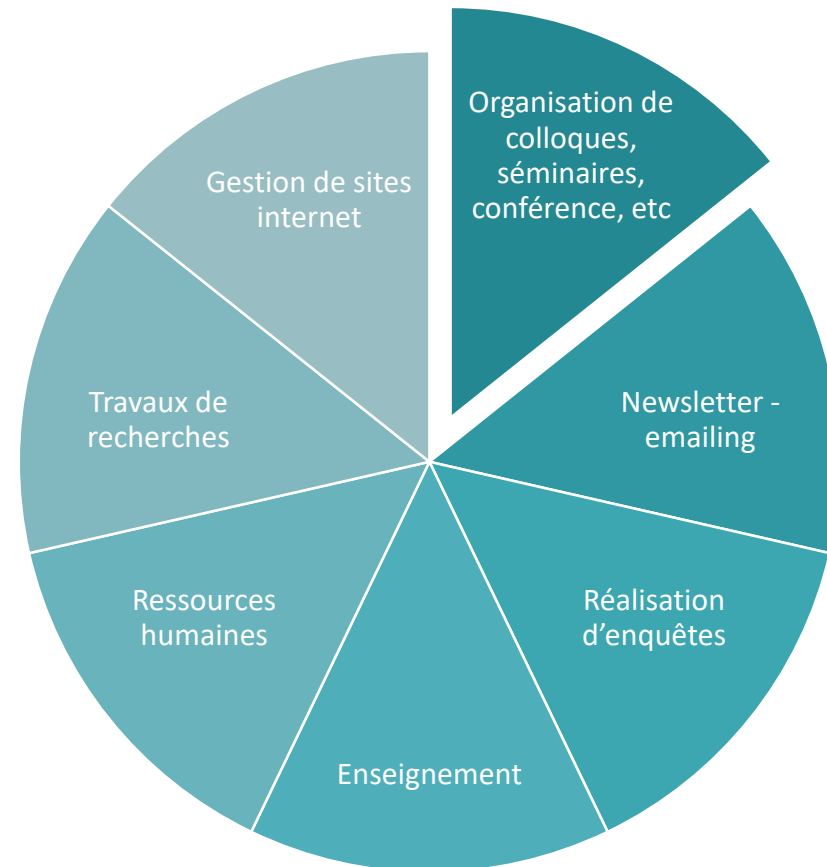 Organisation de
colloques,
séminaires,
conférence, etc
Newsletter -
emailing
Réalisation
d’enquêtes
Enseignement
Ressources
humaines
Travaux de
recherches
Gestion de sites
internet